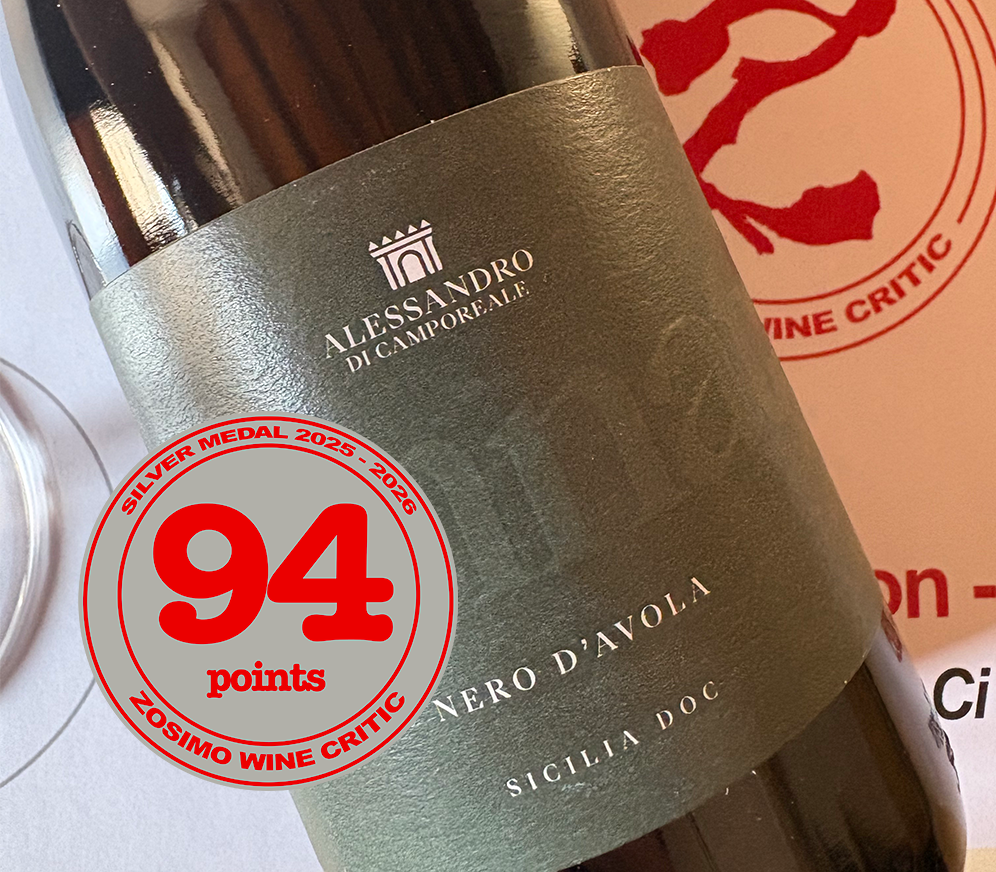 WINE CRITIC
ALESSANDRO
DI CAMPOREALE
SILVER MEDAL 2025 - 2026
94
points
ZOSIMO WINE CRITIC
NERO D'AVOLA
SICILIA DOC
on -
Ci